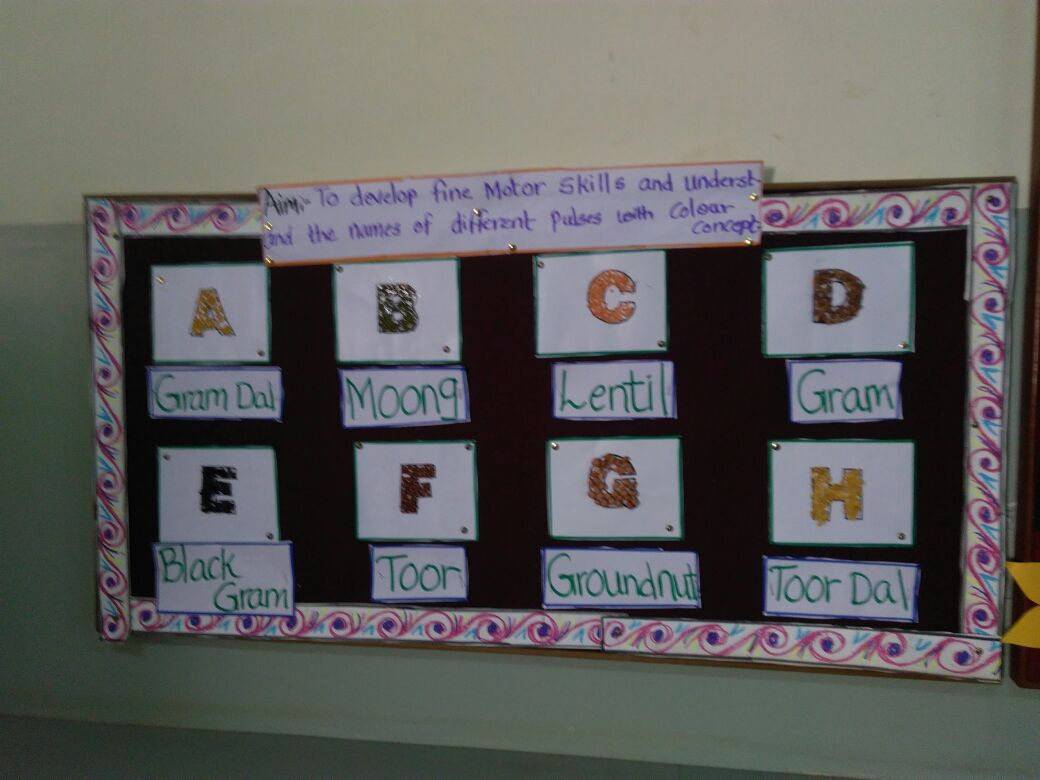 Aim:- To develop fine Motor Skills and underst
and the names of different pulses with Colour
concept.
A
B
C
D
Gram Dal
Moong
Lentil
Gram
E
F
G
H
Black
Gram
Toor
Groundnut
Toor Dal